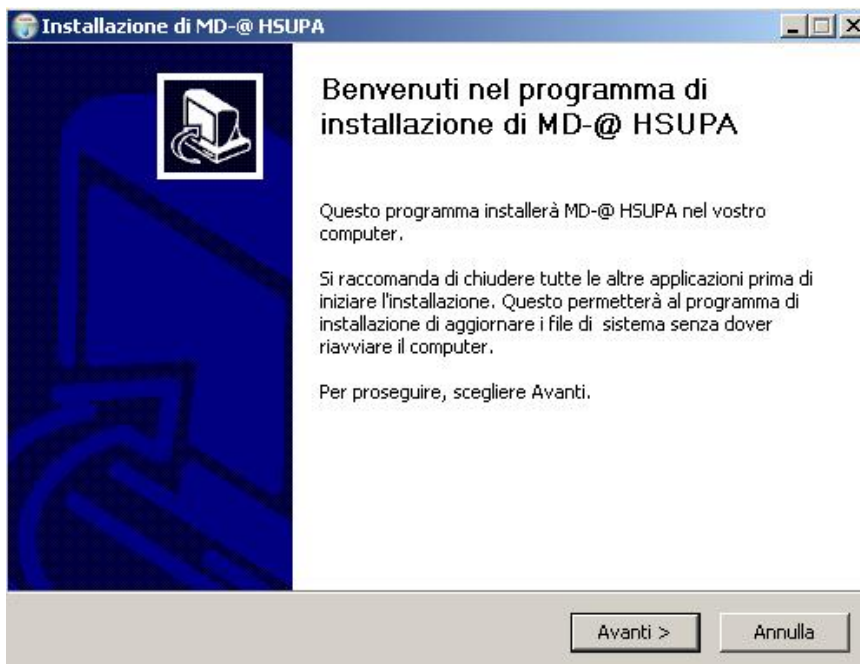 Installazione di MD-@ HSUPA
Benvenuti nel programma di
installazione di MD-@ HSUPA
Questo programma installerà MD-@ HSUPA nel vostro
computer.
Si raccomanda di chiudere tutte le altre applicazioni prima di
iniziare l'installazione. Questo permetterà al programma di
installazione di aggiornare i file di  sistema senza dover
riavviare il computer.
Per proseguire, scegliere Avanti.
Avanti >
Annulla